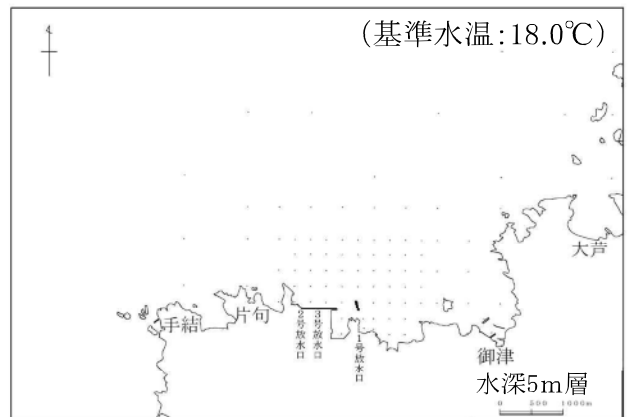 (基準水温:18.0℃)
大芦
片句
手結
2号放水口
3号放水口
1号放水口
御津
水深5m層
0 500 1000m